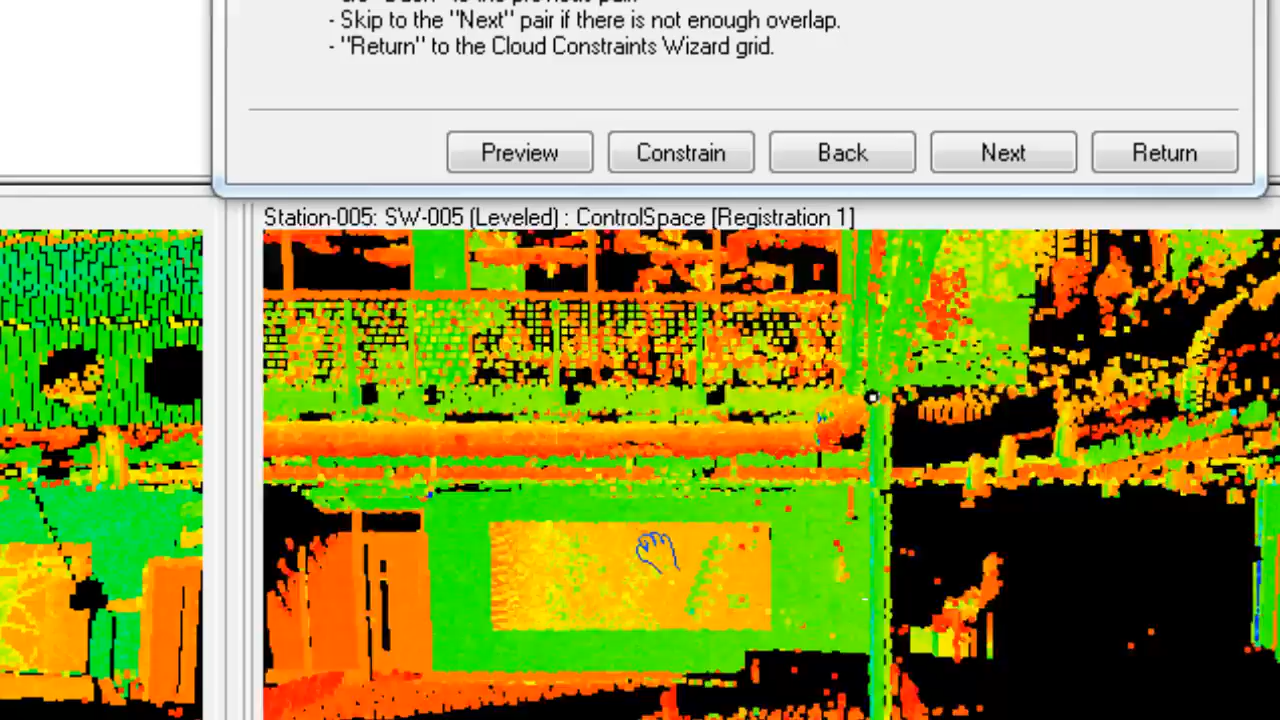 - Skip to the "Next" pair if there is not enough overlap.
- "Return" to the Cloud Constraints Wizard grid.
Preview Constrain Back Next Return
Station-005: SW-005 (Leveled) : ControlSpace [Registration 1]